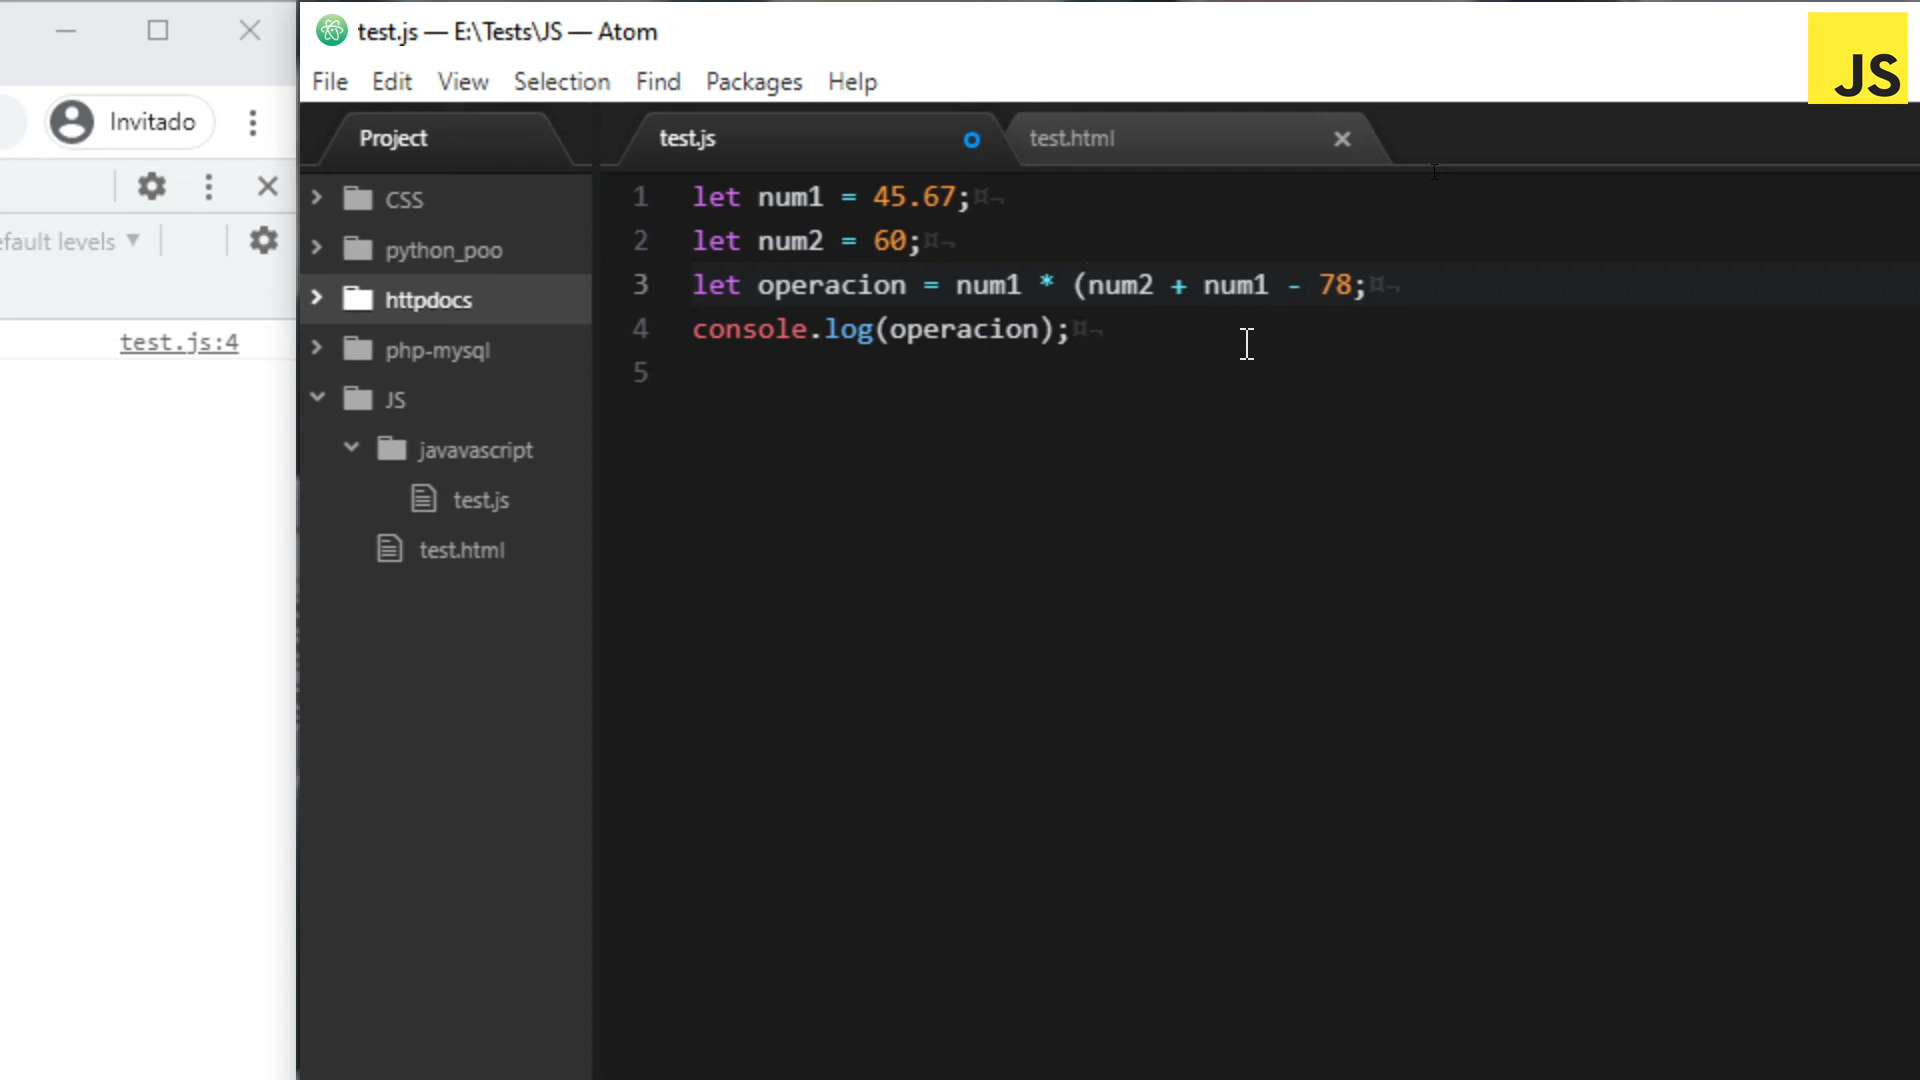 test.js — E:\Tests\JS — Atom
JS
File Edit View Selection Find Packages Help
Invitado
Project
test.js
test.html
efault levels
test.js:4
CSS
python_poo
httpdocs
php-mysql
JS
javavascript
test.js
test.html
1 let num1 = 45.67;¤¬
2 let num2 = 60;¤¬
3 let operacion = num1 * (num2 + num1 - 78;¤¬
4 console.log(operacion);¤¬
5